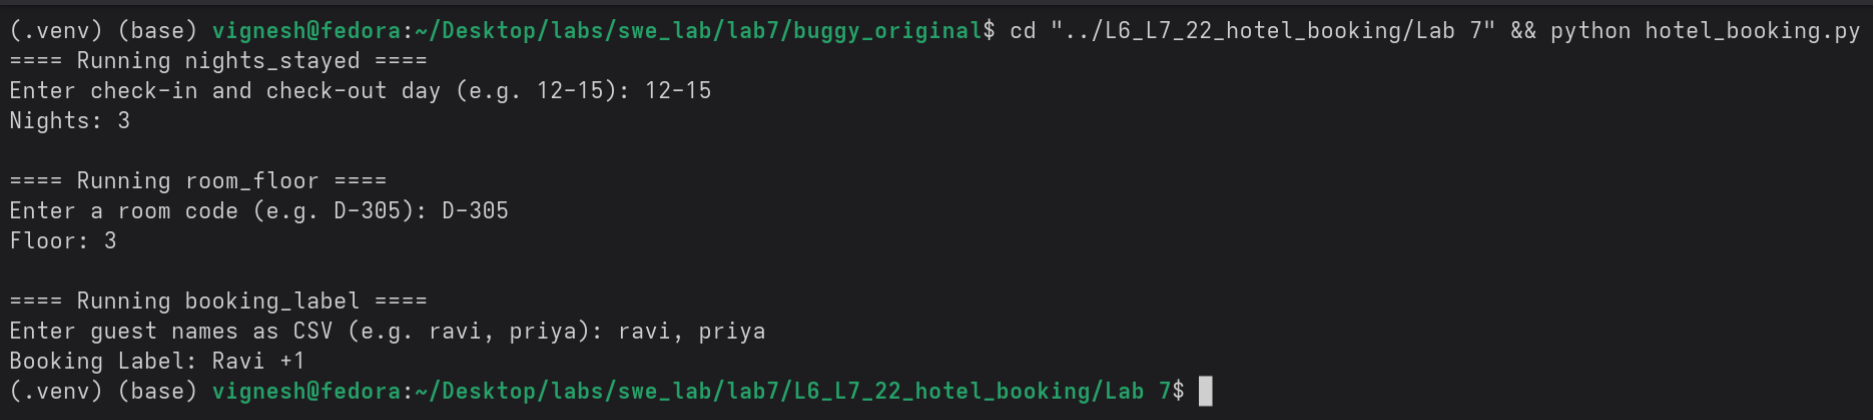 (.venv) (base) vignesh@fedora:~/Desktop/labs/swe_lab/lab7/buggy_original$ cd "../L6_L7_22_hotel_booking/Lab 7" && python hotel_booking.py
==== Running nights_stayed ====
Enter check-in and check-out day (e.g. 12-15): 12-15
Nights: 3

==== Running room_floor ====
Enter a room code (e.g. D-305): D-305
Floor: 3

==== Running booking_label ====
Enter guest names as CSV (e.g. ravi, priya): ravi, priya
Booking Label: Ravi +1
(.venv) (base) vignesh@fedora:~/Desktop/labs/swe_lab/lab7/L6_L7_22_hotel_booking/Lab 7$